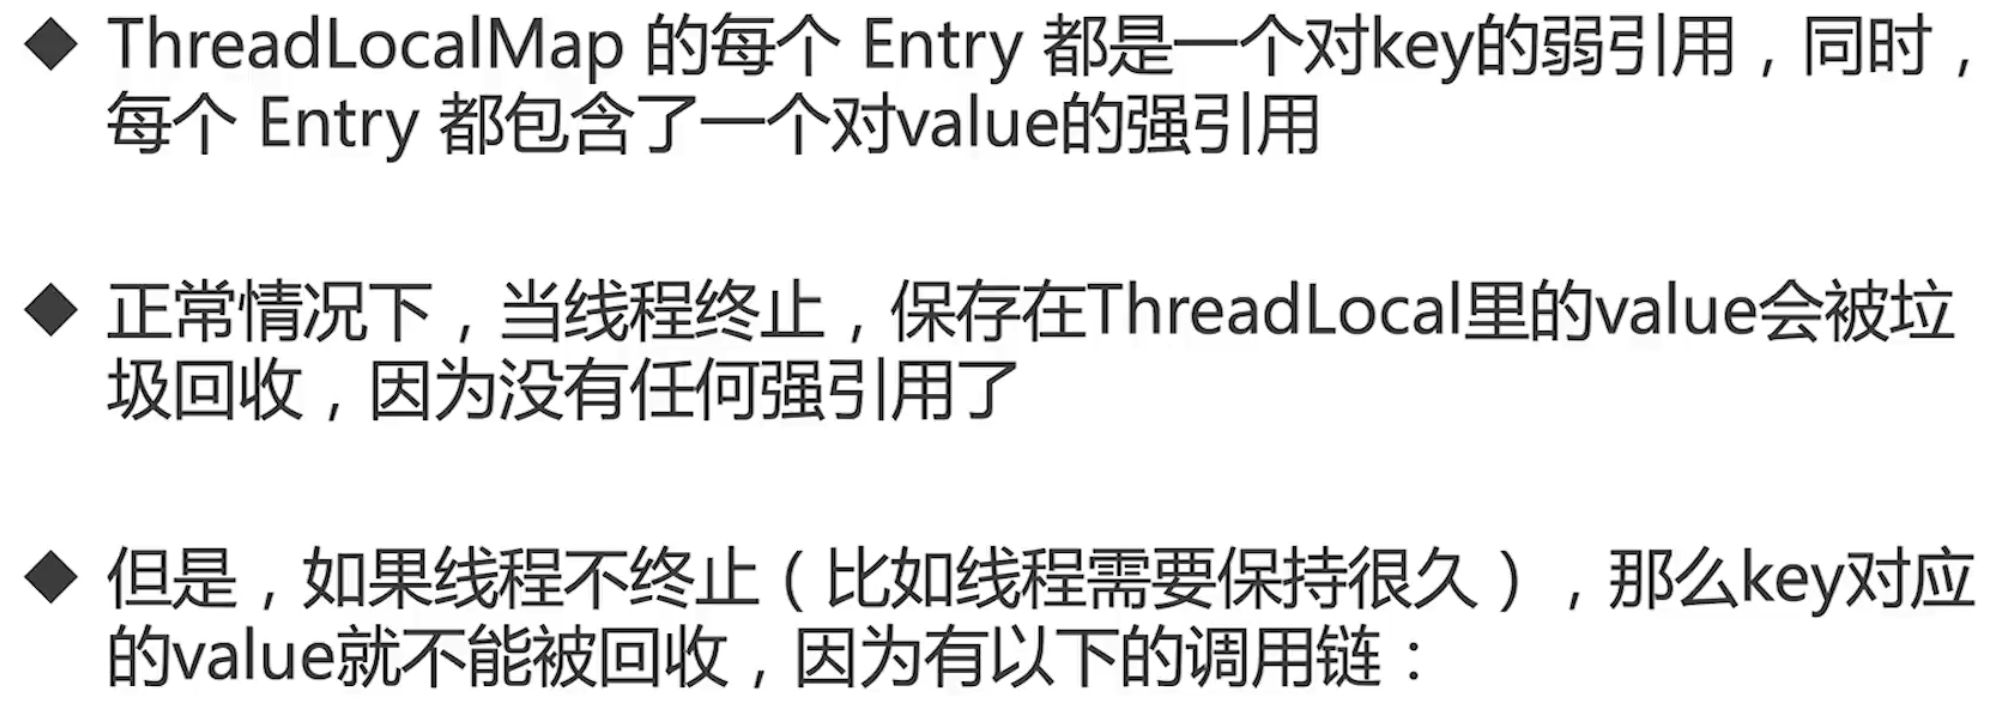 ◆ ThreadLocalMap 的每个 Entry 都是一个对key的弱引用，同时，
每个 Entry 都包含了一个对value的强引用
◆ 正常情况下，当线程终止，保存在ThreadLocal里的value会被垃
圾回收，因为没有任何强引用了
◆ 但是，如果线程不终止（比如线程需要保持很久），那么key对应
的value就不能被回收，因为有以下的调用链：